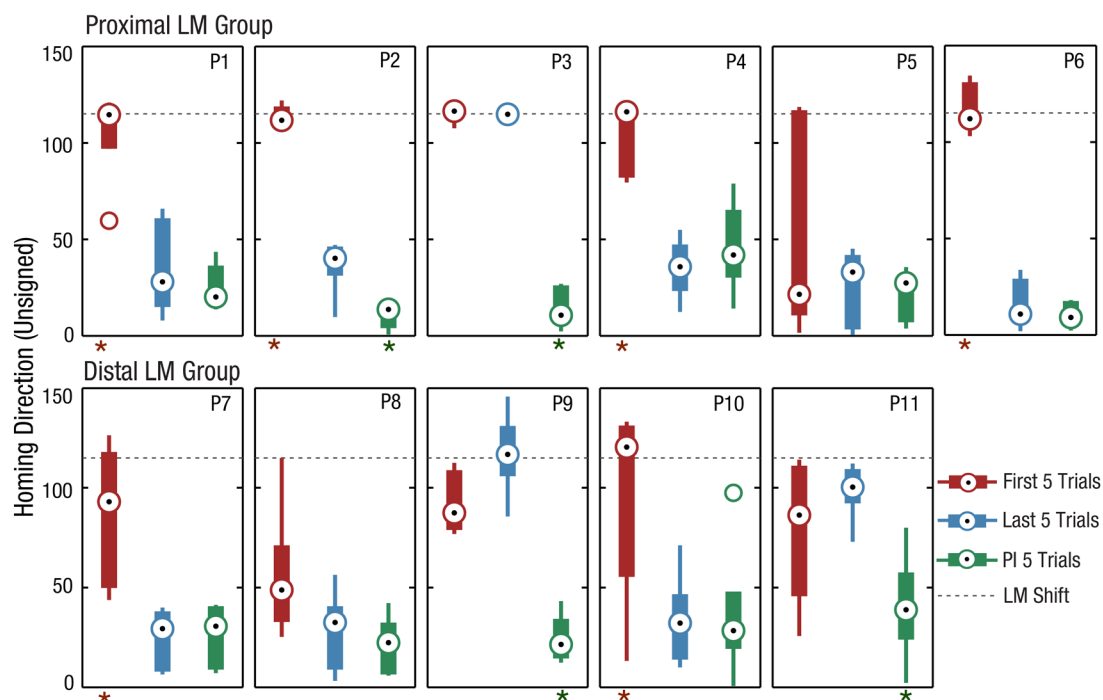 Proximal LM Group
150
100
50
0
P1
P2
P3
P4
P5
P6
* * * * * *
Homing Direction (Unsigned)
Distal LM Group
150
100
50
0
P7
P8
P9
P10
P11
* * * *
First 5 Trials
Last 5 Trials
PI 5 Trials
LM Shift